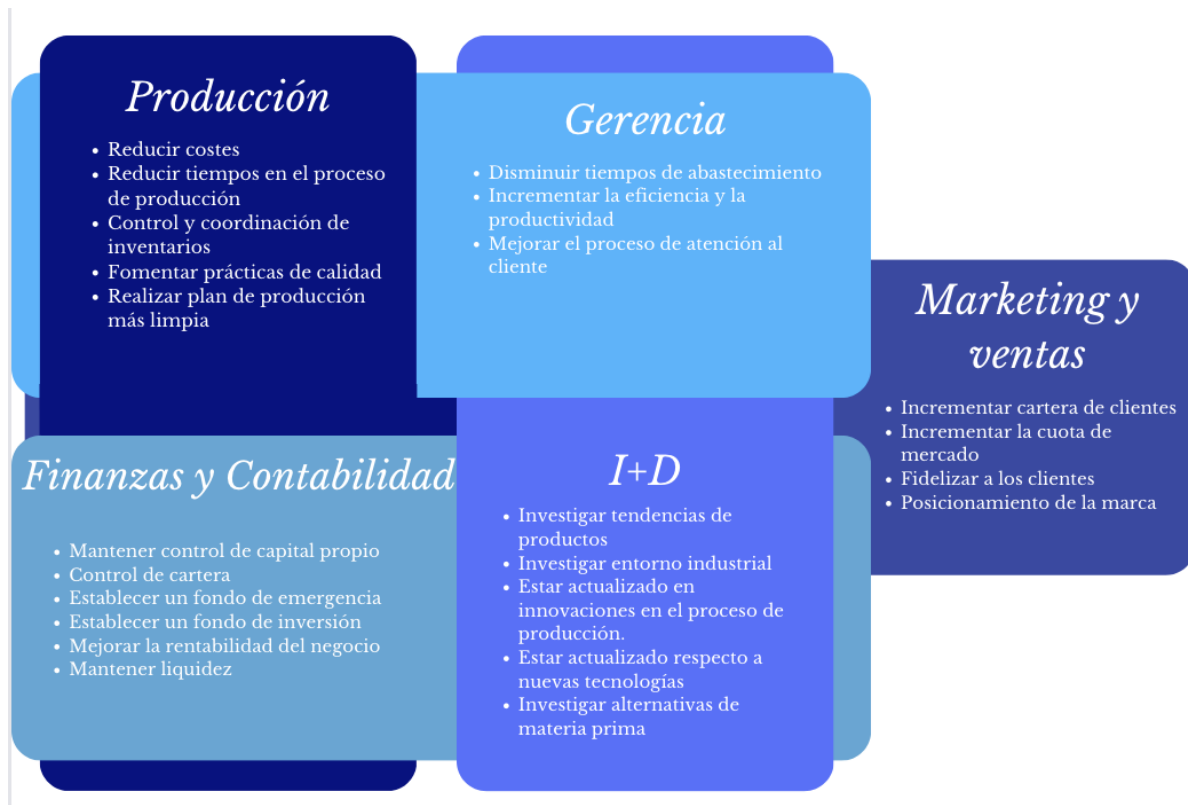 Producción
• Reducir costes
• Reducir tiempos en el proceso
de producción
• Control y coordinación de
inventarios
• Fomentar prácticas de calidad
• Realizar plan de producción
más limpia
Gerencia
• Disminuir tiempos de abastecimiento
• Incrementar la eficiencia y la
productividad
• Mejorar el proceso de atención al
cliente
Marketing y
ventas
• Incrementar cartera de clientes
• Incrementar la cuota de
mercado
• Fidelizar a los clientes
• Posicionamiento de la marca
Finanzas y Contabilidad
• Mantener control de capital propio
• Control de cartera
• Establecer un fondo de emergencia
• Establecer un fondo de inversión
• Mejorar la rentabilidad del negocio
• Mantener liquidez
I+D
• Investigar tendencias de
productos
• Investigar entorno industrial
• Estar actualizado en
innovaciones en el proceso de
producción.
• Estar actualizado respecto a
nuevas tecnologías
• Investigar alternativas de
materia prima